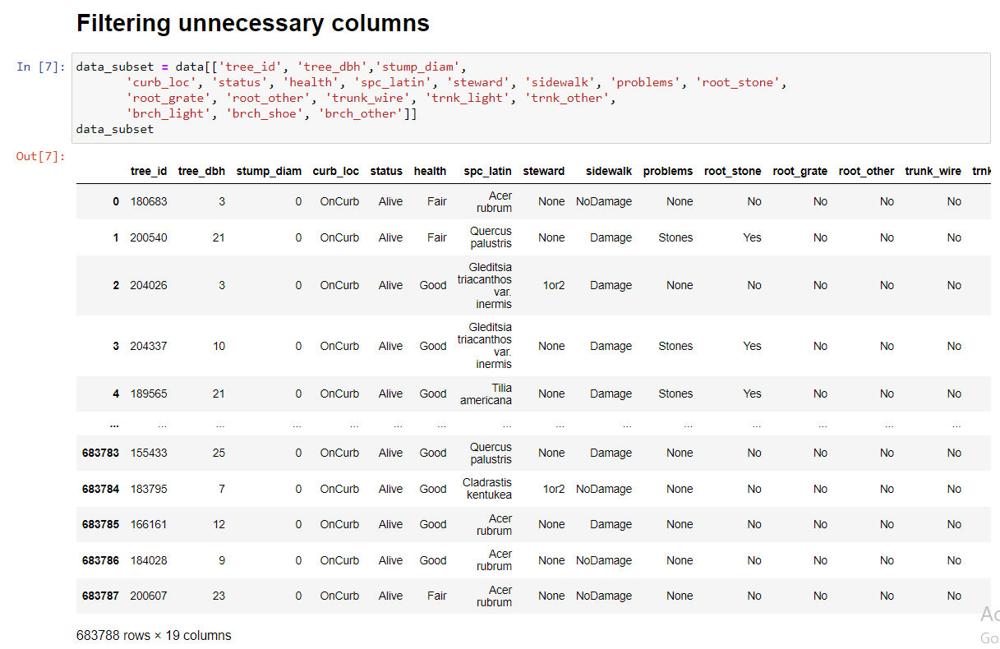 Filtering unnecessary columns
In [7]: data_subset = data[['tree_id', 'tree_dbh','stump_diam',
'curb_loc', 'status', 'health', 'spc_latin', 'steward', 'sidewalk', 'problems', 'root_stone',
'root_grate', 'root_other', 'trunk_wire', 'trnk_light', 'trnk_other',
'brch_light', 'brch_shoe', 'brch_other']]
data_subset
Out[7]:
tree_id tree_dbh stump_diam curb_loc status health spc_latin steward sidewalk problems root_stone root_grate root_other trunk_wire trnk
0 180683 3 0 OnCurb Alive Fair Acer rubrum None NoDamage None No No No No
1 200540 21 0 OnCurb Alive Fair Quercus palustris None Damage Stones Yes No No No
2 204026 3 0 OnCurb Alive Good Gleditsia triacanthos var. inermis 1or2 Damage None No No No No
3 204337 10 0 OnCurb Alive Good Gleditsia triacanthos var. inermis None Damage Stones Yes No No No
4 189565 21 0 OnCurb Alive Good Tilia americana None Damage Stones Yes No No No
... ... ... ... ... ... ... ... ... ... ... ... ... ... ...
683783 155433 25 0 OnCurb Alive Good Quercus palustris None Damage None No No No No
683784 183795 7 0 OnCurb Alive Good Cladrastis kentukea 1or2 NoDamage None No No No No
683785 166161 12 0 OnCurb Alive Good Acer rubrum None Damage None No No No No
683786 184028 9 0 OnCurb Alive Good Acer rubrum None NoDamage None No No No No
683787 200607 23 0 OnCurb Alive Fair Acer rubrum None NoDamage None No No No No
683788 rows × 19 columns
Go